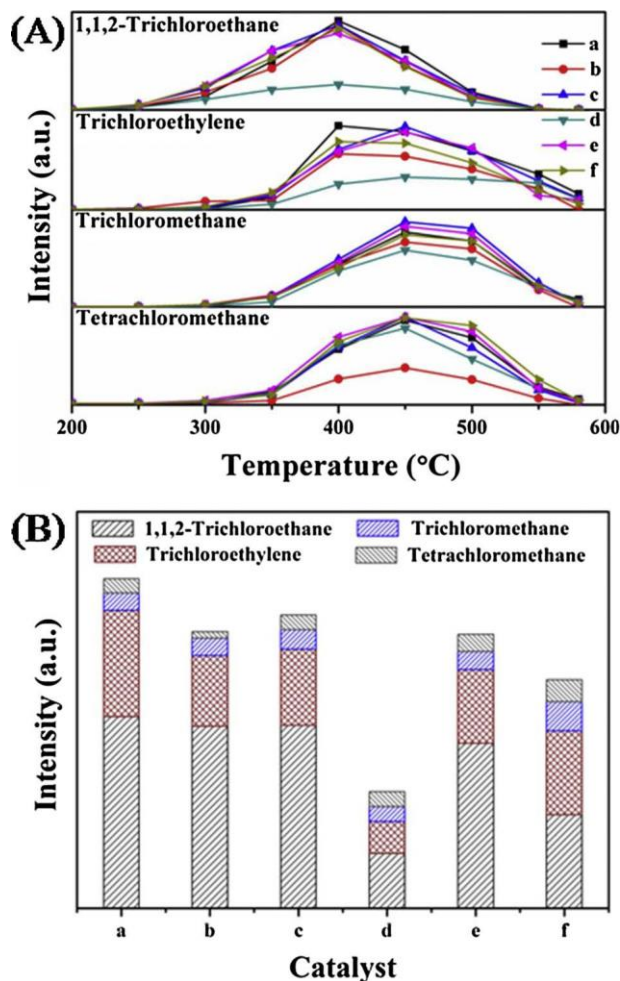 (A)
1,1,2-Trichloroethane
a
b
c
Trichloroethylene
d
e
f
Trichloromethane
Tetrachloromethane
Intensity (a.u.)
200 300 400 500 600
Temperature (°C)
(B)
1,1,2-Trichloroethane Trichloromethane
Trichloroethylene Tetrachloromethane
Intensity (a.u.)
a b c d e f
Catalyst